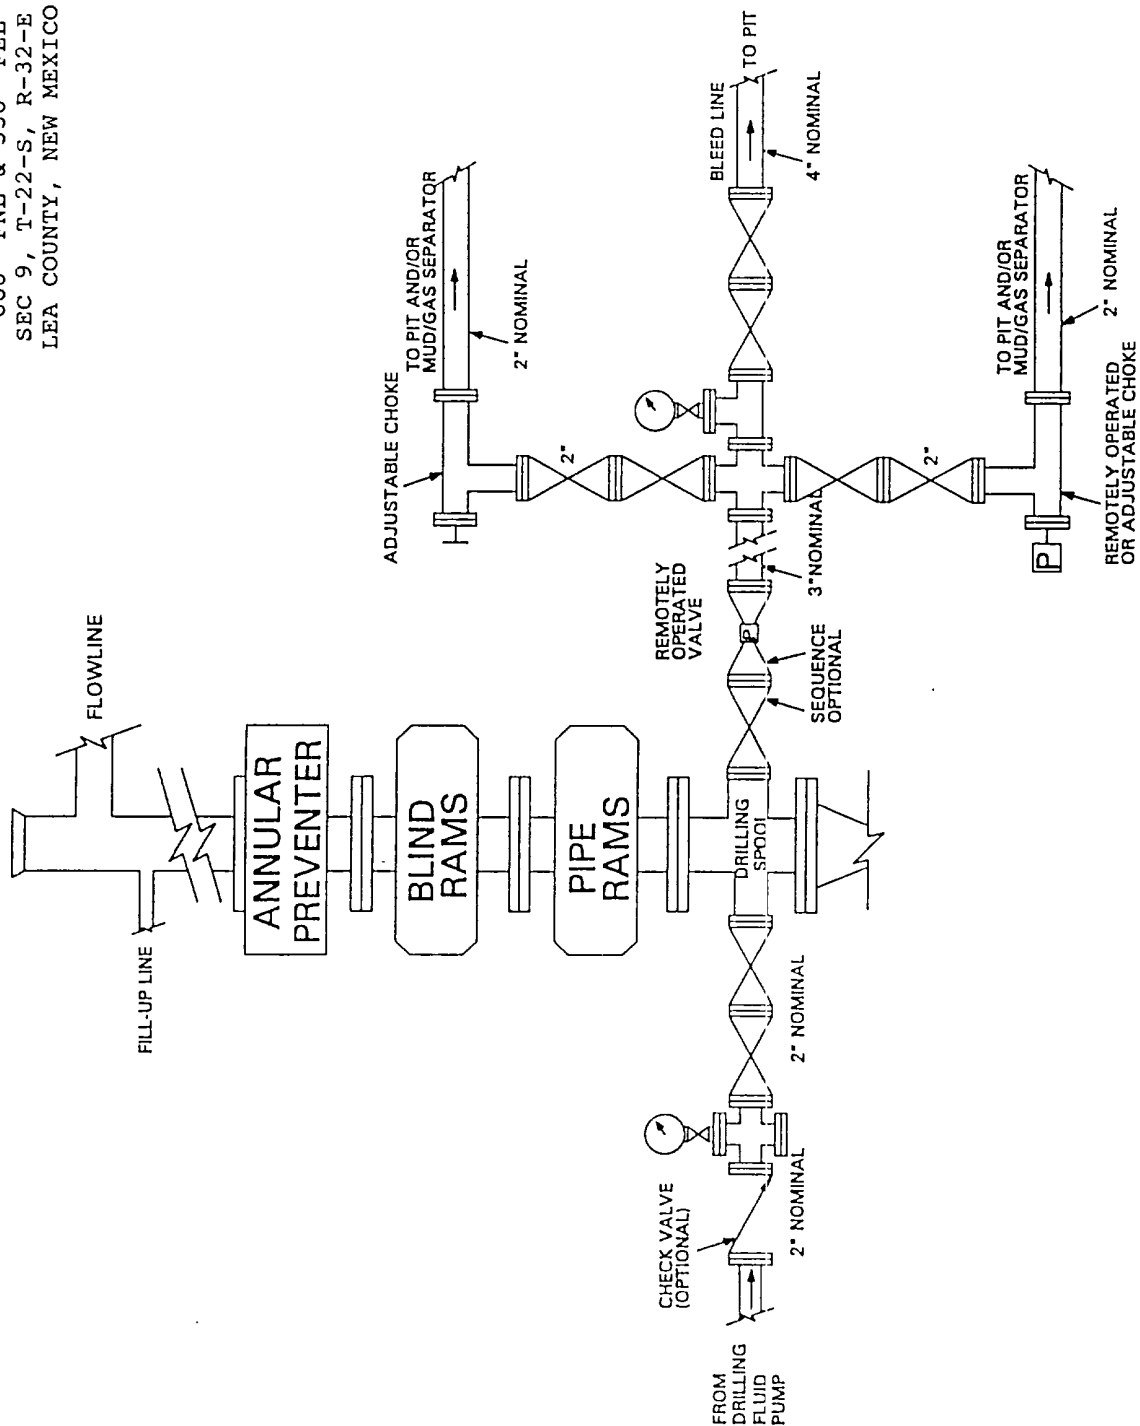 SEC 9, T-22-S, R-32-E
LEA COUNTY, NEW MEXICO
FLOWLINE
FILL-UP LINE
ANNULAR
PREVENTER
BLIND
RAMS
PIPE
RAMS
DRILLING
SPOOL
ADJUSTABLE CHOKE
TO PIT AND/OR
MUD/GAS SEPARATOR
2" NOMINAL
2"
BLEED LINE
TO PIT
4" NOMINAL
REMOTELY
OPERATED
VALVE
P
3" NOMINAL
SEQUENCE
OPTIONAL
2"
TO PIT AND/OR
MUD/GAS SEPARATOR
2" NOMINAL
P
REMOTELY OPERATED
OR ADJUSTABLE CHOKE
2" NOMINAL
CHECK VALVE
(OPTIONAL)
2" NOMINAL
FROM
DRILLING
FLUID
PUMP